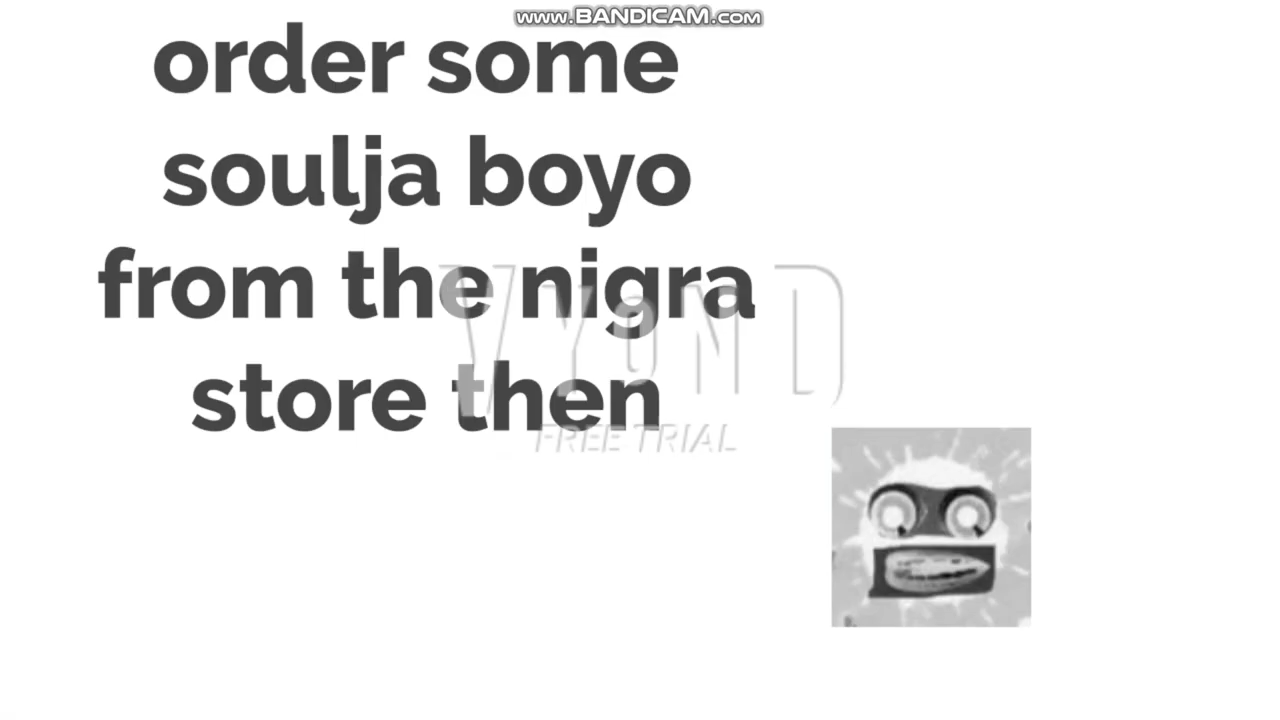 www.BANDICAM.com
order some
soulja boyo
from the nigra
store then
VYOND
FREE TRIAL